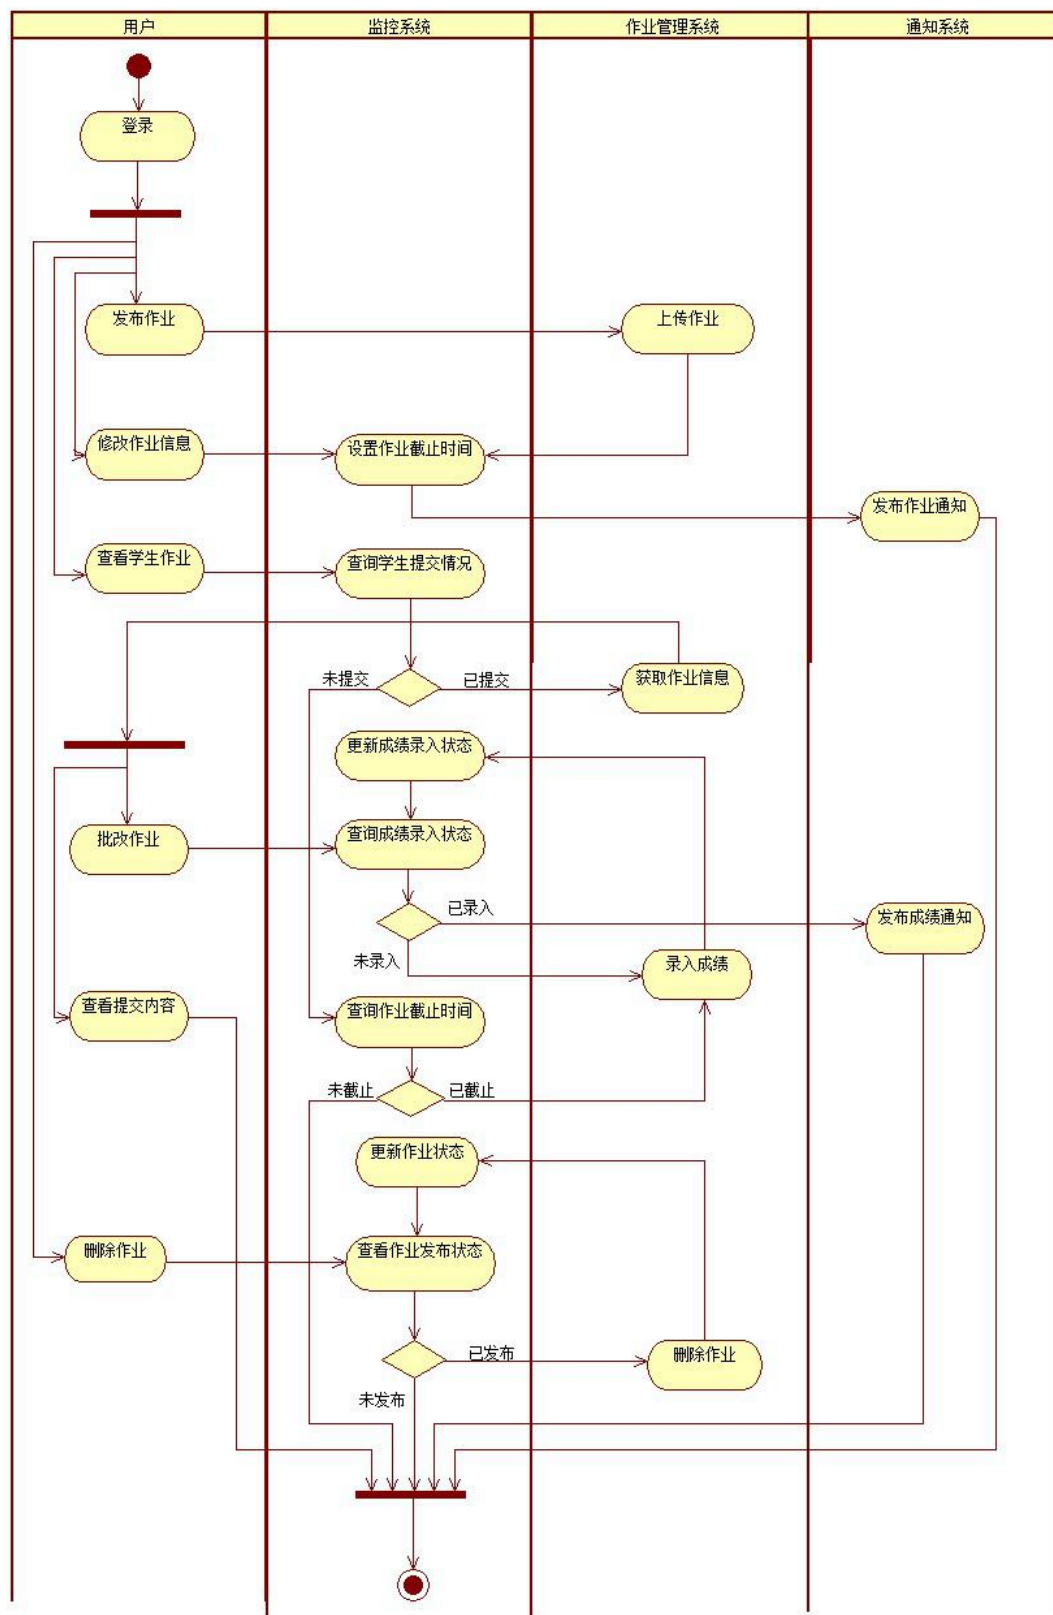 用户
监控系统
作业管理系统
通知系统
登录
发布作业
上传作业
修改作业信息
设置作业截止时间
发布作业通知
查看学生作业
查询学生提交情况
未提交
已提交
获取作业信息
更新成绩录入状态
批改作业
查询成绩录入状态
已录入
发布成绩通知
未录入
录入成绩
查看提交内容
查询作业截止时间
未截止
已截止
更新作业状态
删除作业
查看作业发布状态
已发布
删除作业
未发布